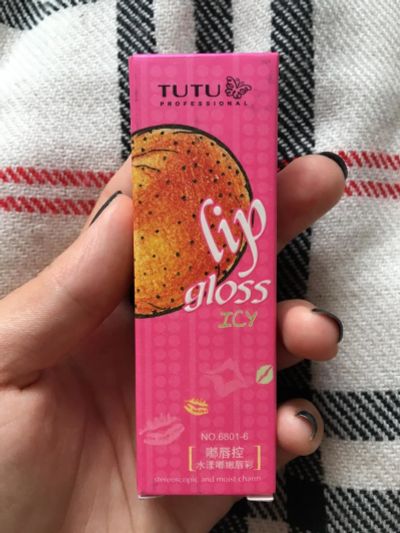 TUTU
PROFESSIONAL
lip
gloss
ICY
NO.6801-6
嘟唇控
水漾嘟嫩唇彩
stereoscopic and moist charm